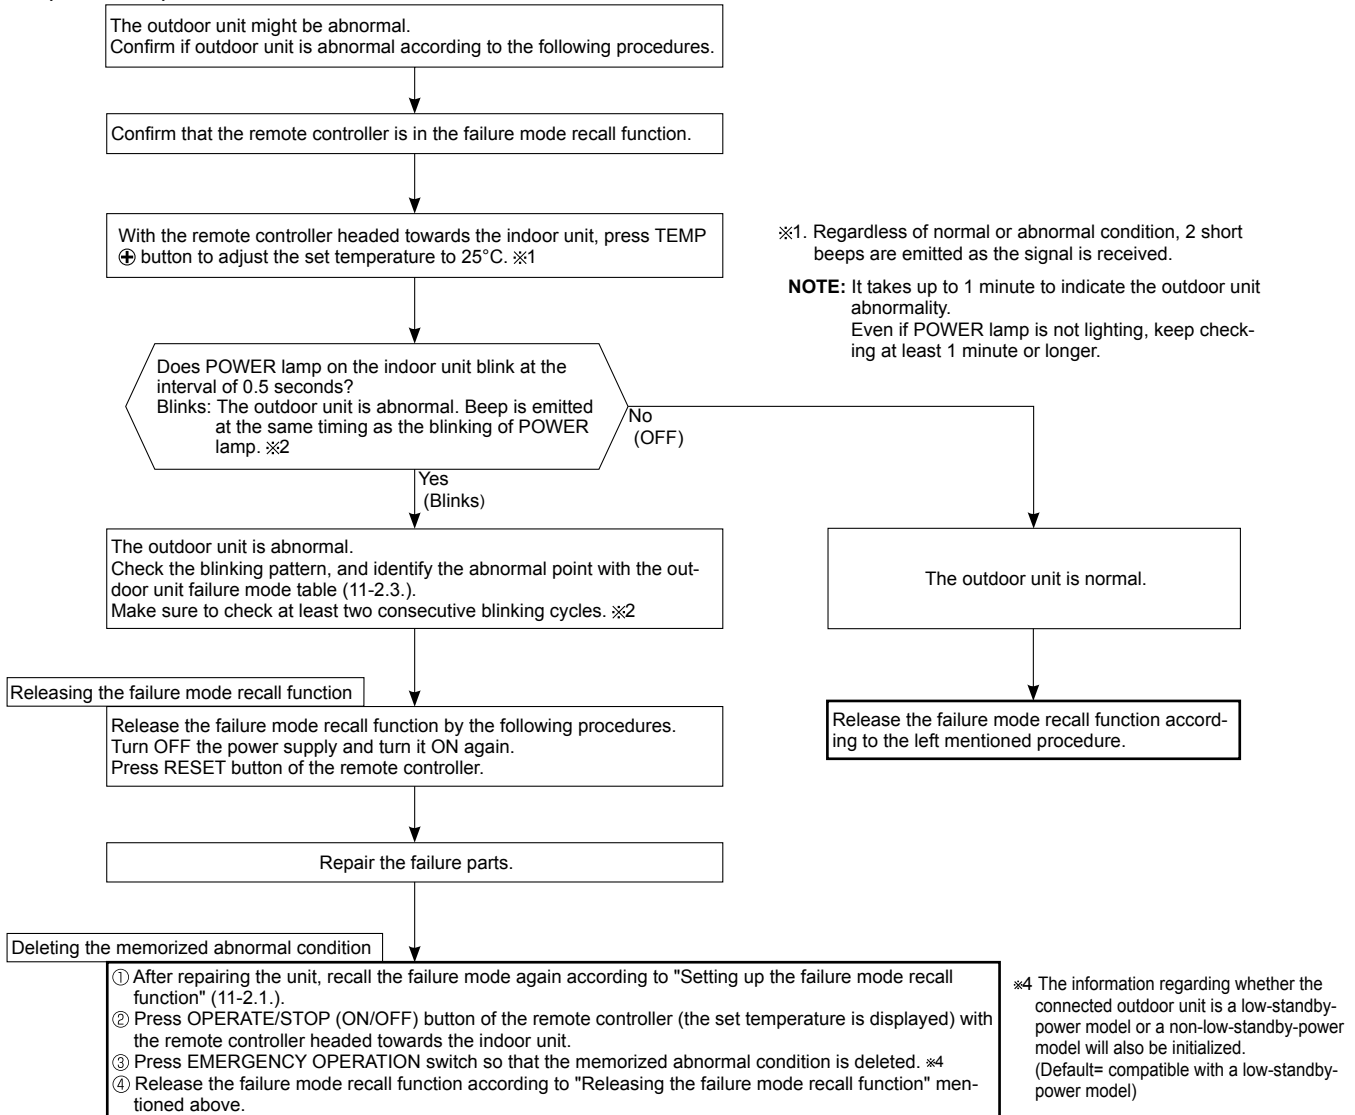 The outdoor unit might be abnormal.
Confirm if outdoor unit is abnormal according to the following procedures.
Confirm that the remote controller is in the failure mode recall function.
With the remote controller headed towards the indoor unit, press TEMP
⊕ button to adjust the set temperature to 25°C. ※1
※1. Regardless of normal or abnormal condition, 2 short
beeps are emitted as the signal is received.
NOTE: It takes up to 1 minute to indicate the outdoor unit
abnormality.
Even if POWER lamp is not lighting, keep check-
ing at least 1 minute or longer.
Does POWER lamp on the indoor unit blink at the
interval of 0.5 seconds?
Blinks: The outdoor unit is abnormal. Beep is emitted
at the same timing as the blinking of POWER
lamp. ※2
No
(OFF)
Yes
(Blinks)
The outdoor unit is abnormal.
Check the blinking pattern, and identify the abnormal point with the out-
door unit failure mode table (11-2.3.).
Make sure to check at least two consecutive blinking cycles. ※2
The outdoor unit is normal.
Releasing the failure mode recall function
Release the failure mode recall function by the following procedures.
Turn OFF the power supply and turn it ON again.
Press RESET button of the remote controller.
Release the failure mode recall function accord-
ing to the left mentioned procedure.
Repair the failure parts.
Deleting the memorized abnormal condition
① After repairing the unit, recall the failure mode again according to "Setting up the failure mode recall
function" (11-2.1.).
② Press OPERATE/STOP (ON/OFF) button of the remote controller (the set temperature is displayed) with
the remote controller headed towards the indoor unit.
③ Press EMERGENCY OPERATION switch so that the memorized abnormal condition is deleted. ※4
④ Release the failure mode recall function according to "Releasing the failure mode recall function" men-
tioned above.
※4 The information regarding whether the
connected outdoor unit is a low-standby-
power model or a non-low-standby-power
model will also be initialized.
(Default= compatible with a low-standby-
power model)